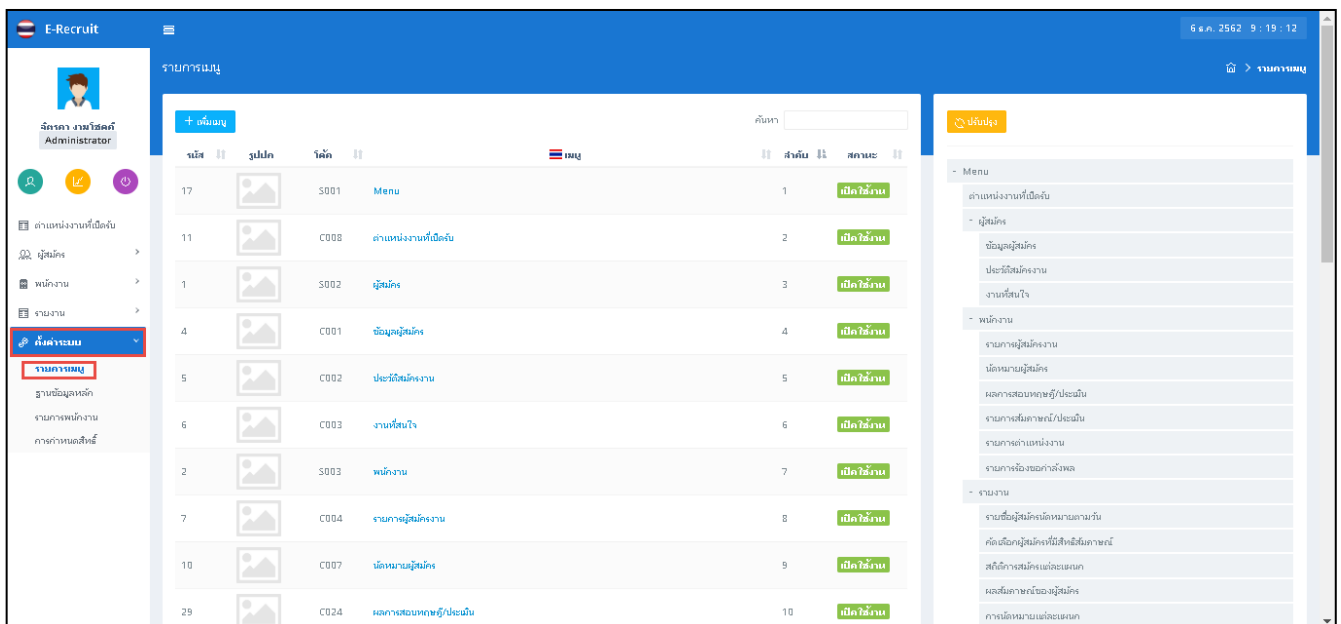 E-Recruit
6 ธ.ค. 2562 9 : 19 : 12
รายการเมนู
> รายการเมนู
ฉัตรดา งามโชคดี
Administrator
ตำแหน่งงานที่เปิดรับ
ผู้สมัคร
พนักงาน
รายงาน
ตั้งค่าระบบ
รายการเมนู
ฐานข้อมูลหลัก
รายการพนักงาน
การกำหนดสิทธิ์
+ เพิ่มเมนู
ค้นหา
รหัส รูปปก โค้ด เมนู ลำดับ สถานะ
17 S001 Menu 1 เปิดใช้งาน
11 C008 ตำแหน่งงานที่เปิดรับ 2 เปิดใช้งาน
1 S002 ผู้สมัคร 3 เปิดใช้งาน
4 C001 ข้อมูลผู้สมัคร 4 เปิดใช้งาน
5 C002 ประวัติสมัครงาน 5 เปิดใช้งาน
6 C003 งานที่สนใจ 6 เปิดใช้งาน
2 S003 พนักงาน 7 เปิดใช้งาน
7 C004 รายการผู้สมัครงาน 8 เปิดใช้งาน
10 C007 นัดหมายผู้สมัคร 9 เปิดใช้งาน
29 C024 ผลการสอบทฤษฎี/ประเมิน 10 เปิดใช้งาน
ปรับปรุง
- Menu
ตำแหน่งงานที่เปิดรับ
- ผู้สมัคร
ข้อมูลผู้สมัคร
ประวัติสมัครงาน
งานที่สนใจ
- พนักงาน
รายการผู้สมัครงาน
นัดหมายผู้สมัคร
ผลการสอบทฤษฎี/ประเมิน
รายการสัมภาษณ์/ประเมิน
รายการตำแหน่งงาน
รายการร้องขอกำลังพล
- รายงาน
รายชื่อผู้สมัครนัดหมายตามวัน
คัดเลือกผู้สมัครที่มีสิทธิสัมภาษณ์
สถิติการสมัครแต่ละแผนก
ผลสัมภาษณ์ของผู้สมัคร
การนัดหมายแต่ละแผนก